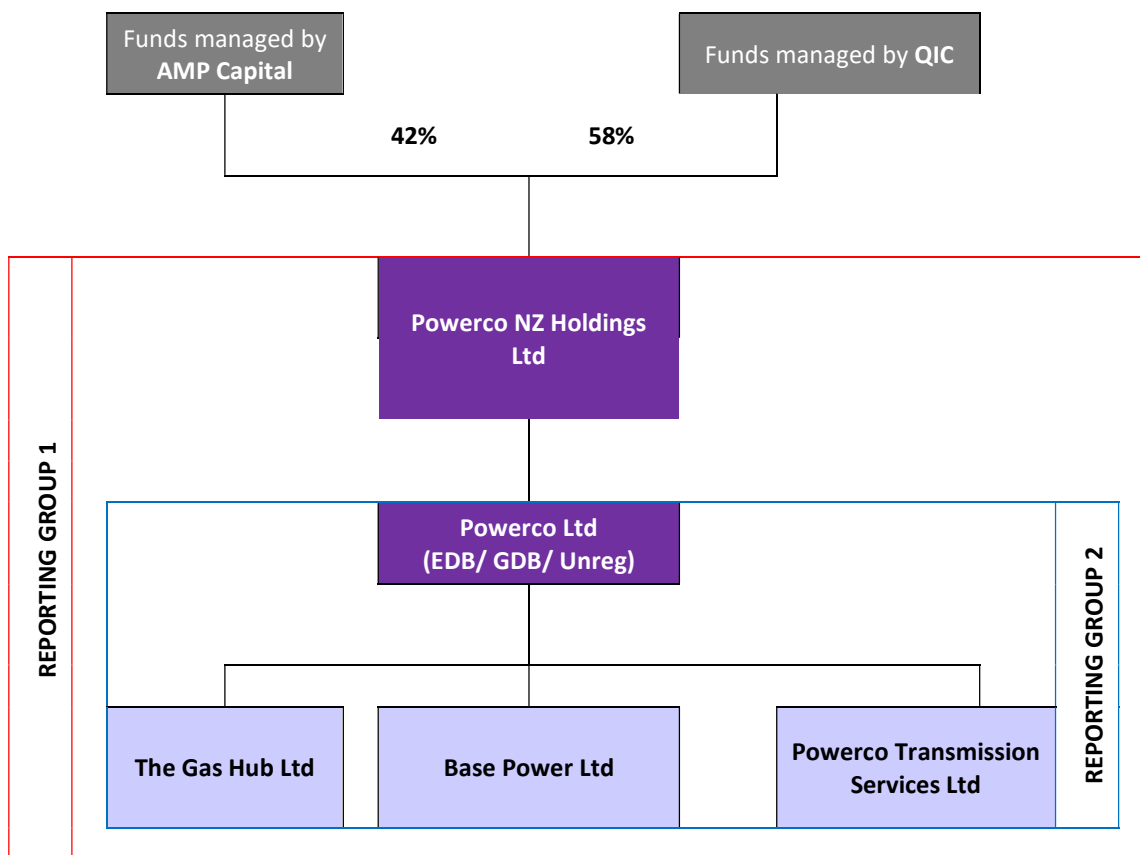 Funds managed by
AMP Capital
Funds managed by QIC
42%
58%
Powerco NZ Holdings
Ltd
REPORTING GROUP 1
Powerco Ltd
(EDB/ GDB/ Unreg)
REPORTING GROUP 2
The Gas Hub Ltd
Base Power Ltd
Powerco Transmission
Services Ltd